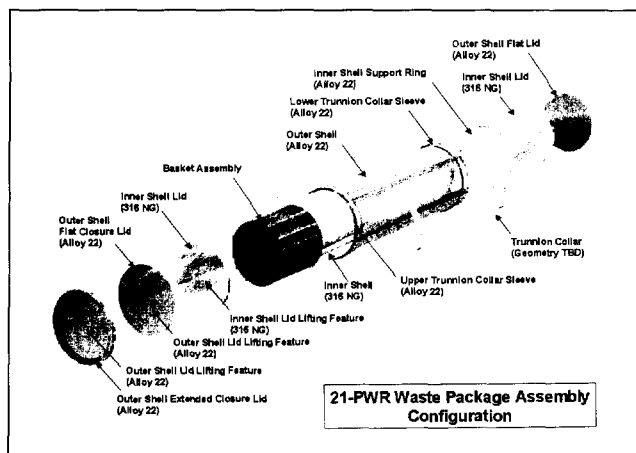 Outer Shell Flat Lid
(Alloy 22)
Inner Shell Support Ring
(Alloy 22)
Inner Shell Lid
(316 NG)
Lower Trunnion Collar Sleeve
(Alloy 22)
Outer Shell
(Alloy 22)
Basket Assembly
Inner Shell Lid
(316 NG)
Outer Shell
Flat Closure Lid
(Alloy 22)
Trunnion Collar
(Geometry TBD)
Inner Shell
(316 NG)
Upper Trunnion Collar Sleeve
(Alloy 22)
Inner Shell Lid Lifting Feature
(316 NG)
Outer Shell Lid Lifting Feature
(Alloy 22)
Outer Shell Lid Lifting Feature
(Alloy 22)
Outer Shell Extended Closure Lid
(Alloy 22)
21-PWR Waste Package Assembly
Configuration